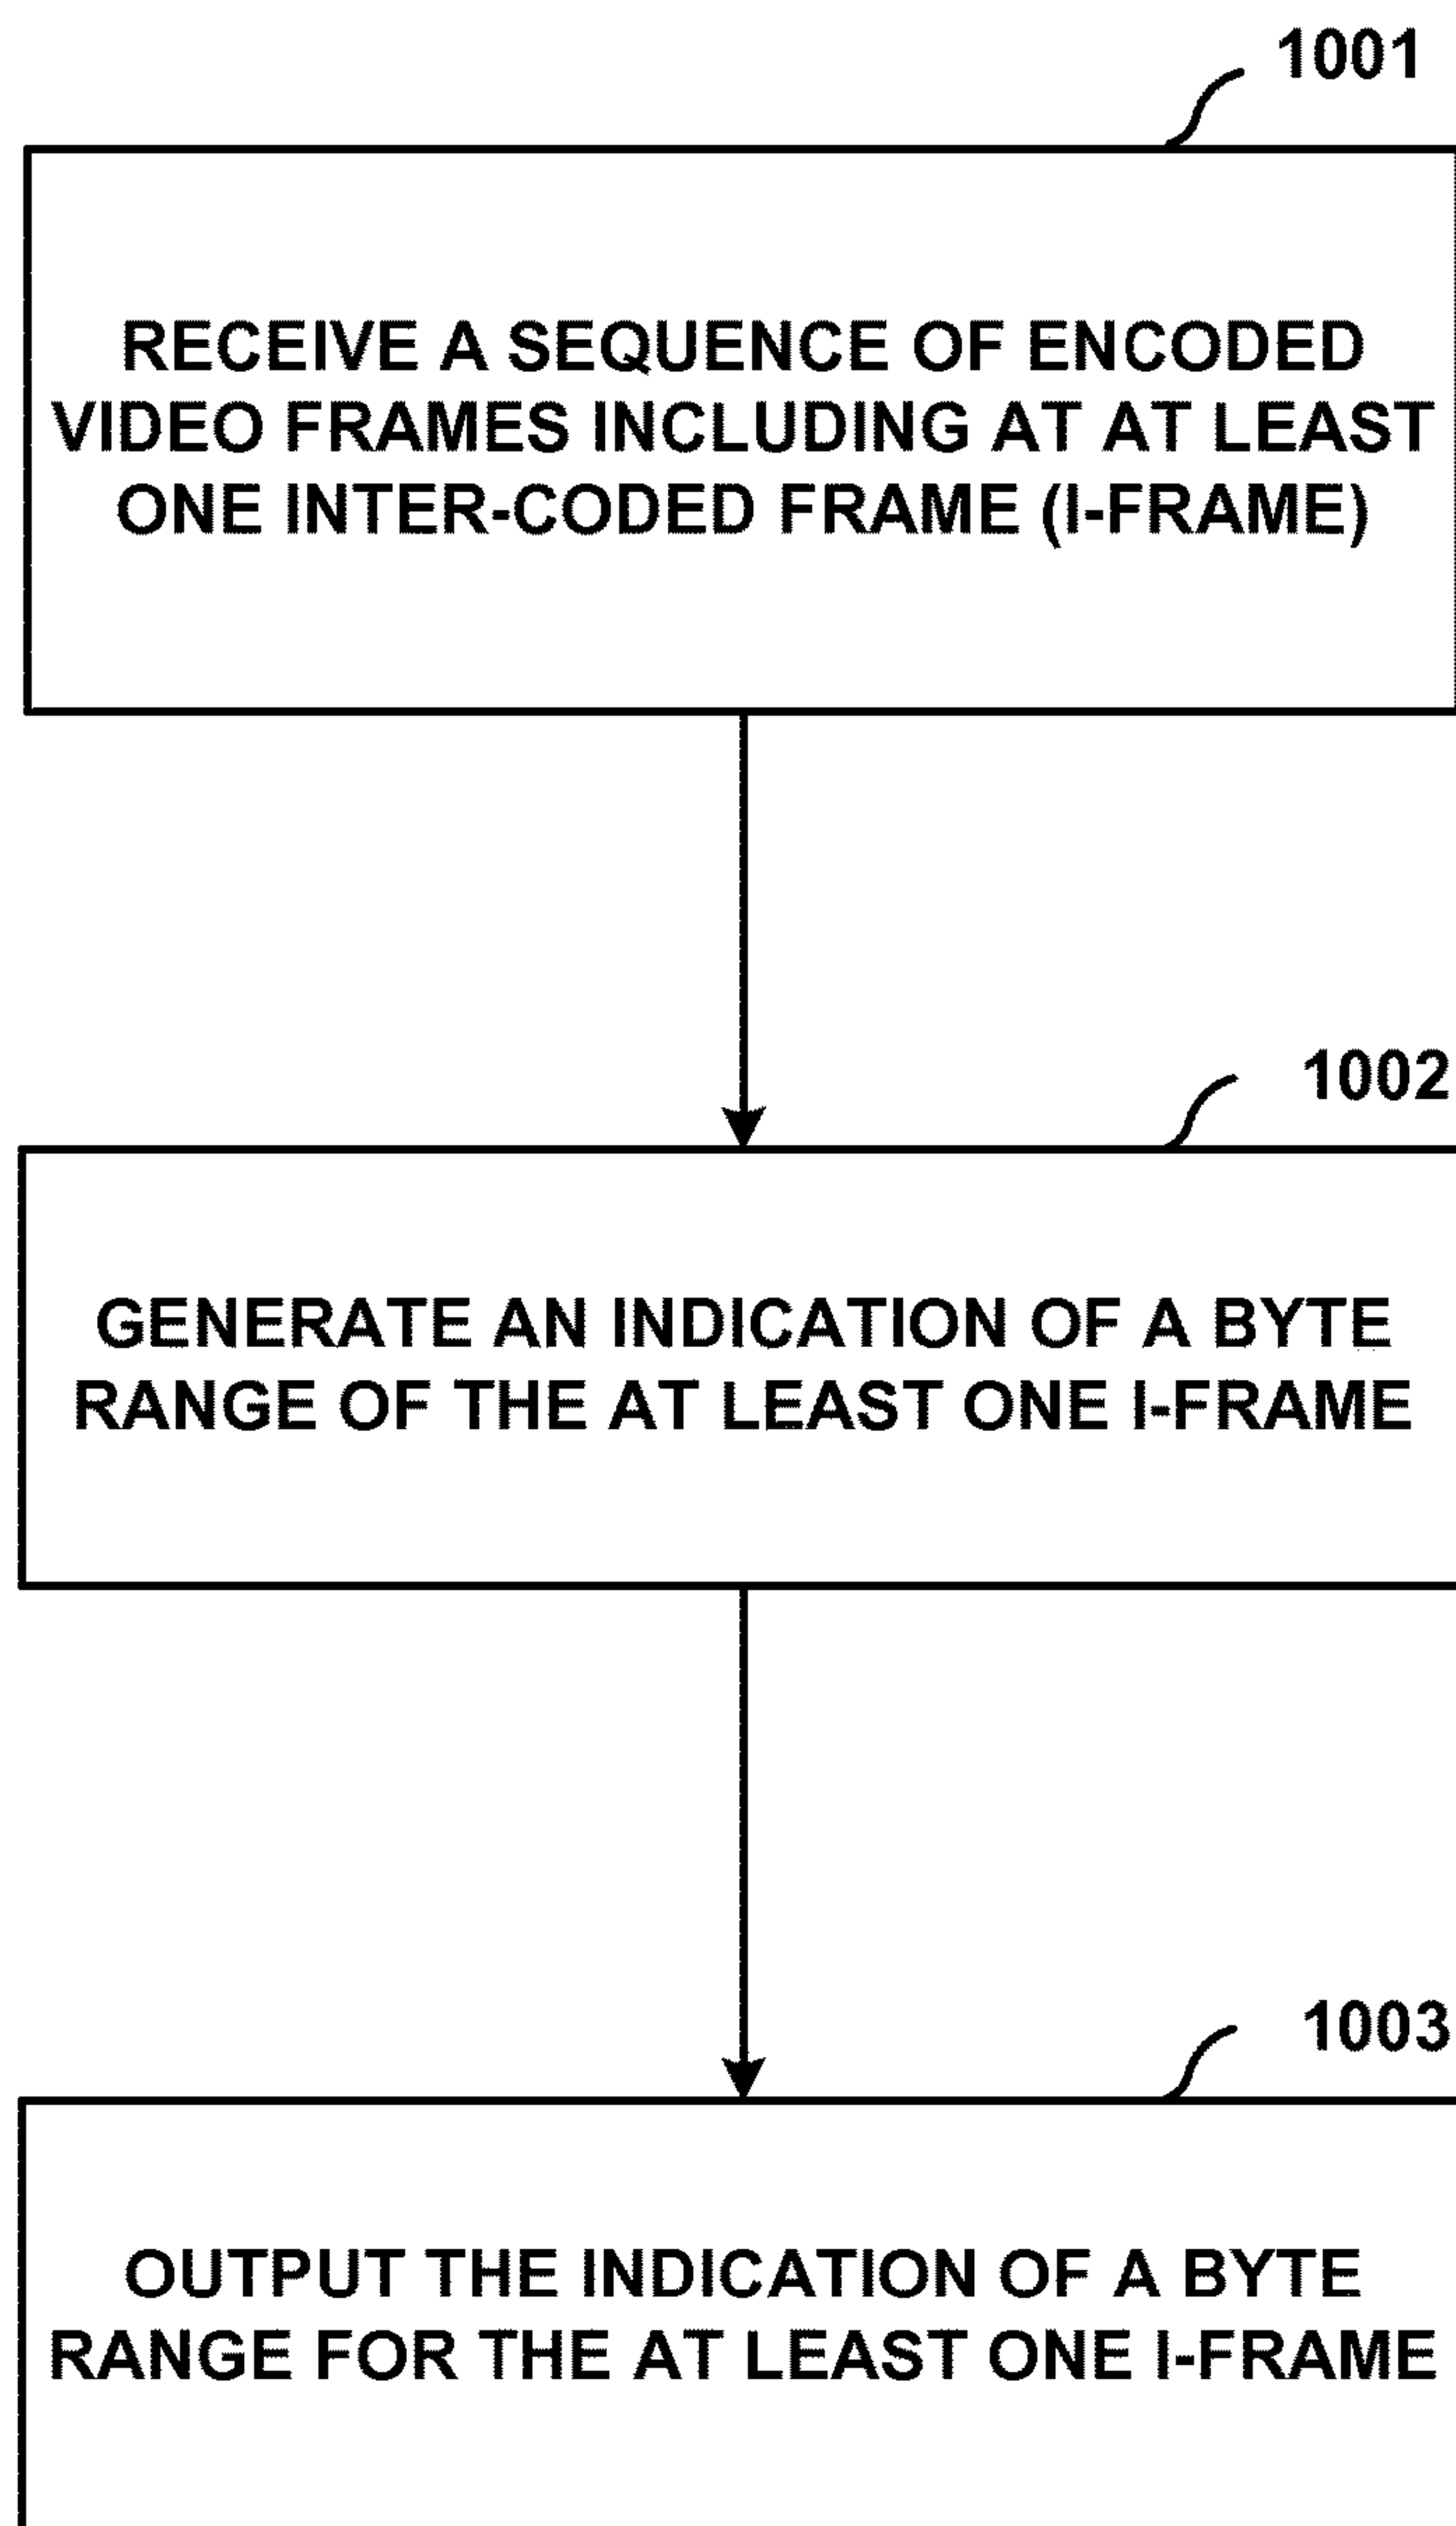 1001
RECEIVE A SEQUENCE OF ENCODED
VIDEO FRAMES INCLUDING AT AT LEAST
ONE INTER-CODED FRAME (I-FRAME)
1002
GENERATE AN INDICATION OF A BYTE
RANGE OF THE AT LEAST ONE I-FRAME
1003
OUTPUT THE INDICATION OF A BYTE
RANGE FOR THE AT LEAST ONE I-FRAME